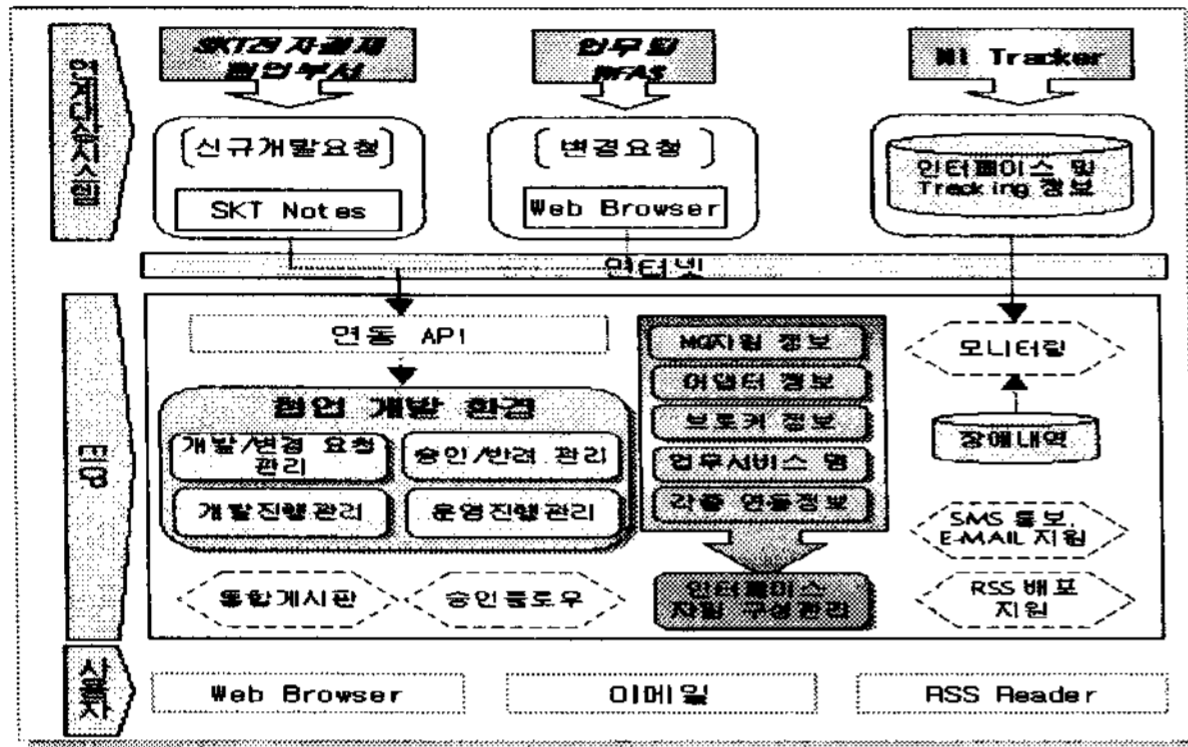 연계대상시스템
SKT전자결재
협업부서
업무팀
WFAS
NI Tracker
신규개발요청
SKT Notes
변경요청
Web Browser
인터페이스 및
Tracking 정보
인터넷
EIP
연동 API
협업 개발 환경
개발/변경 요청
관리
승인/반려 관리
개발진행관리
운영진행관리
통합게시판
승인플로우
MQ자원 정보
어댑터 정보
브로커 정보
업무서비스 맵
각종 연동정보
인터페이스
자원 구성관리
모니터링
장애내역
SMS 통보,
E-MAIL 지원
RSS 배포
지원
사용자
Web Browser
이메일
RSS Reader